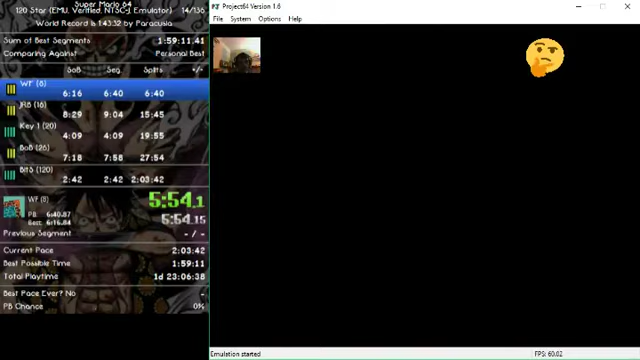 Super Mario 64
120 Star (EMU, Verified, NTSC-J, Emulator) 14/136
World Record is 1:43:32 by Paracusia
Sum of Best Segments 1:59:11.41
Comparing Against Personal Best
SoB Seg Splits +/-
WF (8)
6:16 6:40 6:40
JRB (16)
8:29 9:04 15:45
Key 1 (20)
4:09 4:09 19:55
BoB (26)
7:18 7:58 27:54
BitS (120)
2:42 2:42 2:03:42
WF (8)
PB: 6:40.87
Best: 6:16.84
5:54.1
5:54.15
Previous Segment - / -
Current Pace 2:03:42
Best Possible Time 1:59:11
Total Playtime 1d 23:06:38
Best Pace Ever? No -
PB Chance 0%
Project64 Version 1.6
File System Options Help
Emulation started FPS: 60.02